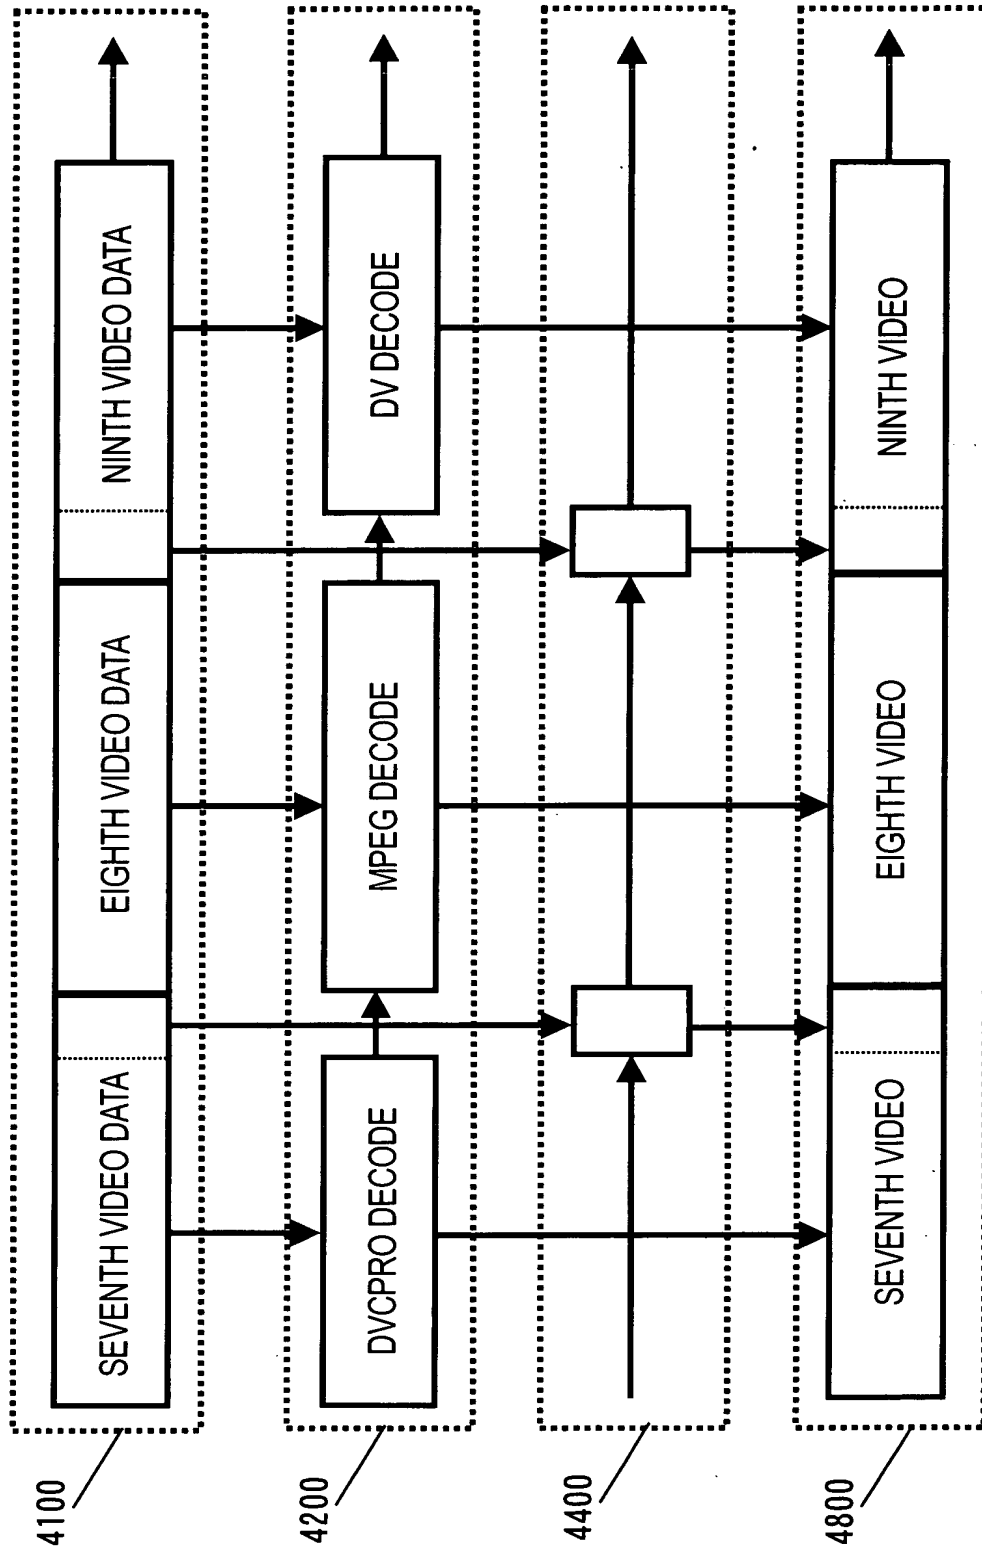 4100
SEVENTH VIDEO DATA
EIGHTH VIDEO DATA
NINTH VIDEO DATA
4200
DVCPRO DECODE
MPEG DECODE
DV DECODE
4400
4800
SEVENTH VIDEO
EIGHTH VIDEO
NINTH VIDEO